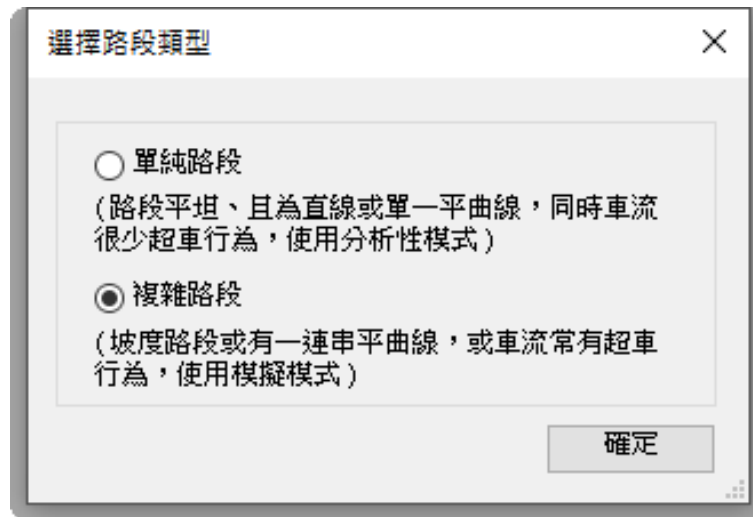 選擇路段類型
單純路段
(路段平坦、且為直線或單一平曲線，同時車流
很少超車行為，使用分析性模式)
複雜路段
(坡度路段或有一連串平曲線，或車流常有超車
行為，使用模擬模式)
確定